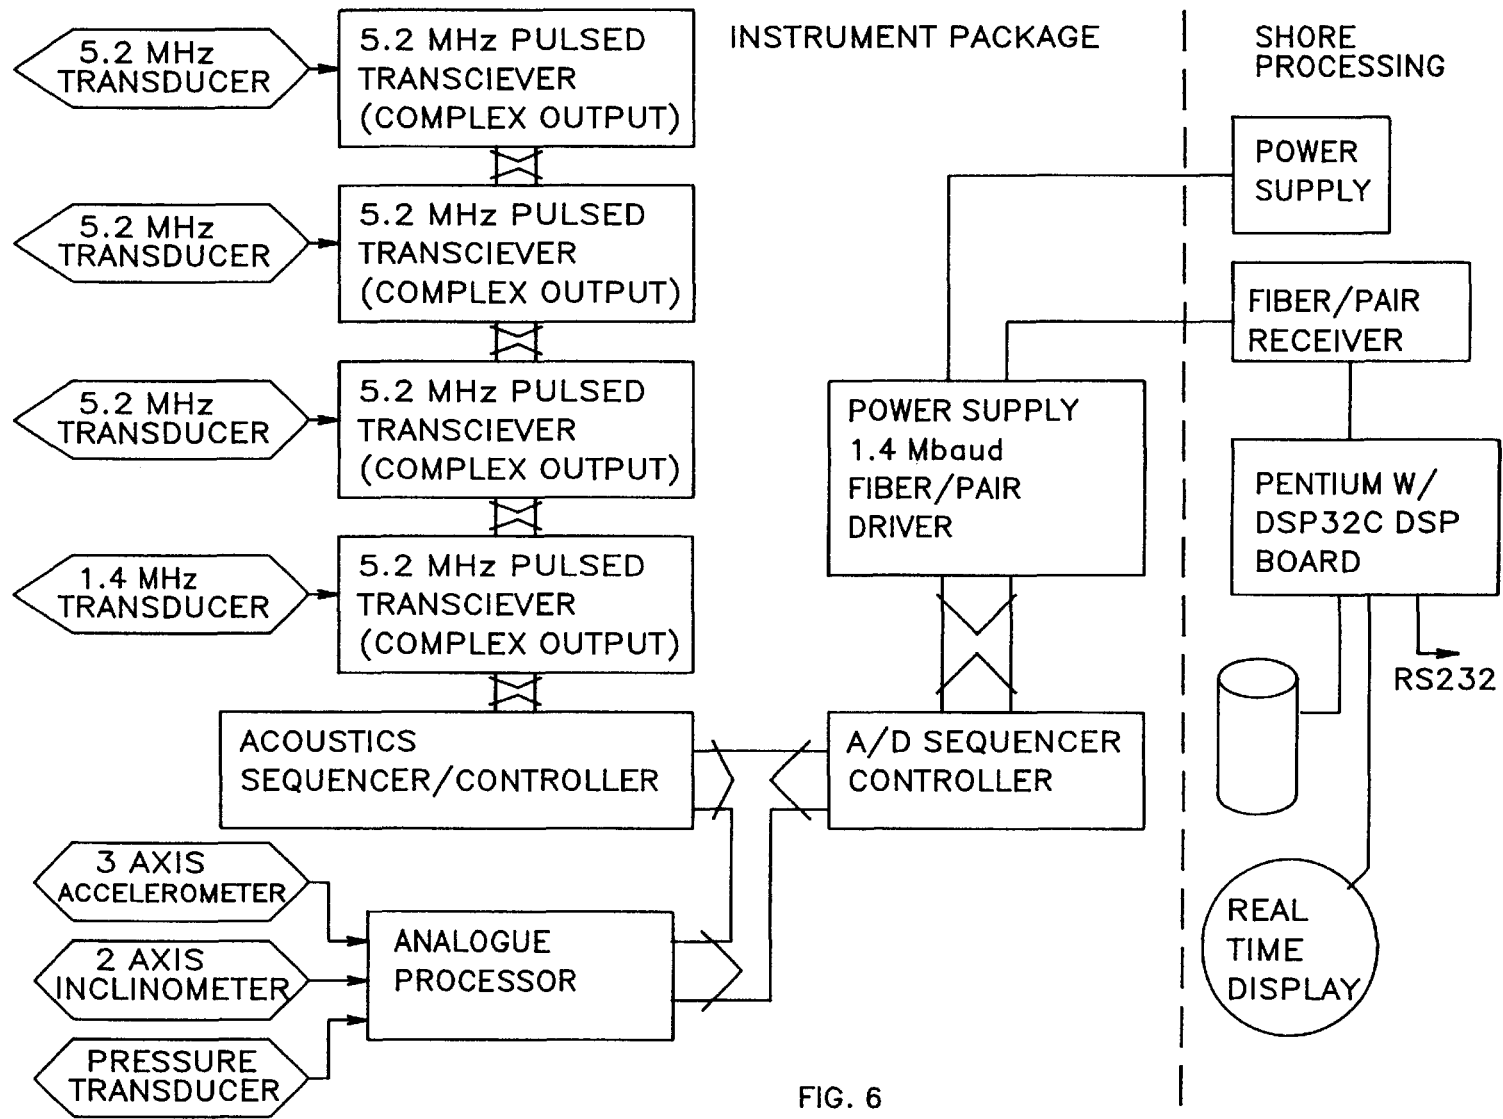 5.2 MHz
TRANSDUCER
5.2 MHz PULSED
TRANSCIEVER
(COMPLEX OUTPUT)
INSTRUMENT PACKAGE
SHORE
PROCESSING
POWER
SUPPLY
5.2 MHz
TRANSDUCER
5.2 MHz PULSED
TRANSCIEVER
(COMPLEX OUTPUT)
FIBER/PAIR
RECEIVER
5.2 MHz
TRANSDUCER
5.2 MHz PULSED
TRANSCIEVER
(COMPLEX OUTPUT)
POWER SUPPLY
1.4 Mbaud
FIBER/PAIR
DRIVER
PENTIUM W/
DSP32C DSP
BOARD
1.4 MHz
TRANSDUCER
5.2 MHz PULSED
TRANSCIEVER
(COMPLEX OUTPUT)
RS232
ACOUSTICS
SEQUENCER/CONTROLLER
A/D SEQUENCER
CONTROLLER
3 AXIS
ACCELEROMETER
2 AXIS
INCLINOMETER
PRESSURE
TRANSDUCER
ANALOGUE
PROCESSOR
REAL
TIME
DISPLAY
FIG. 6